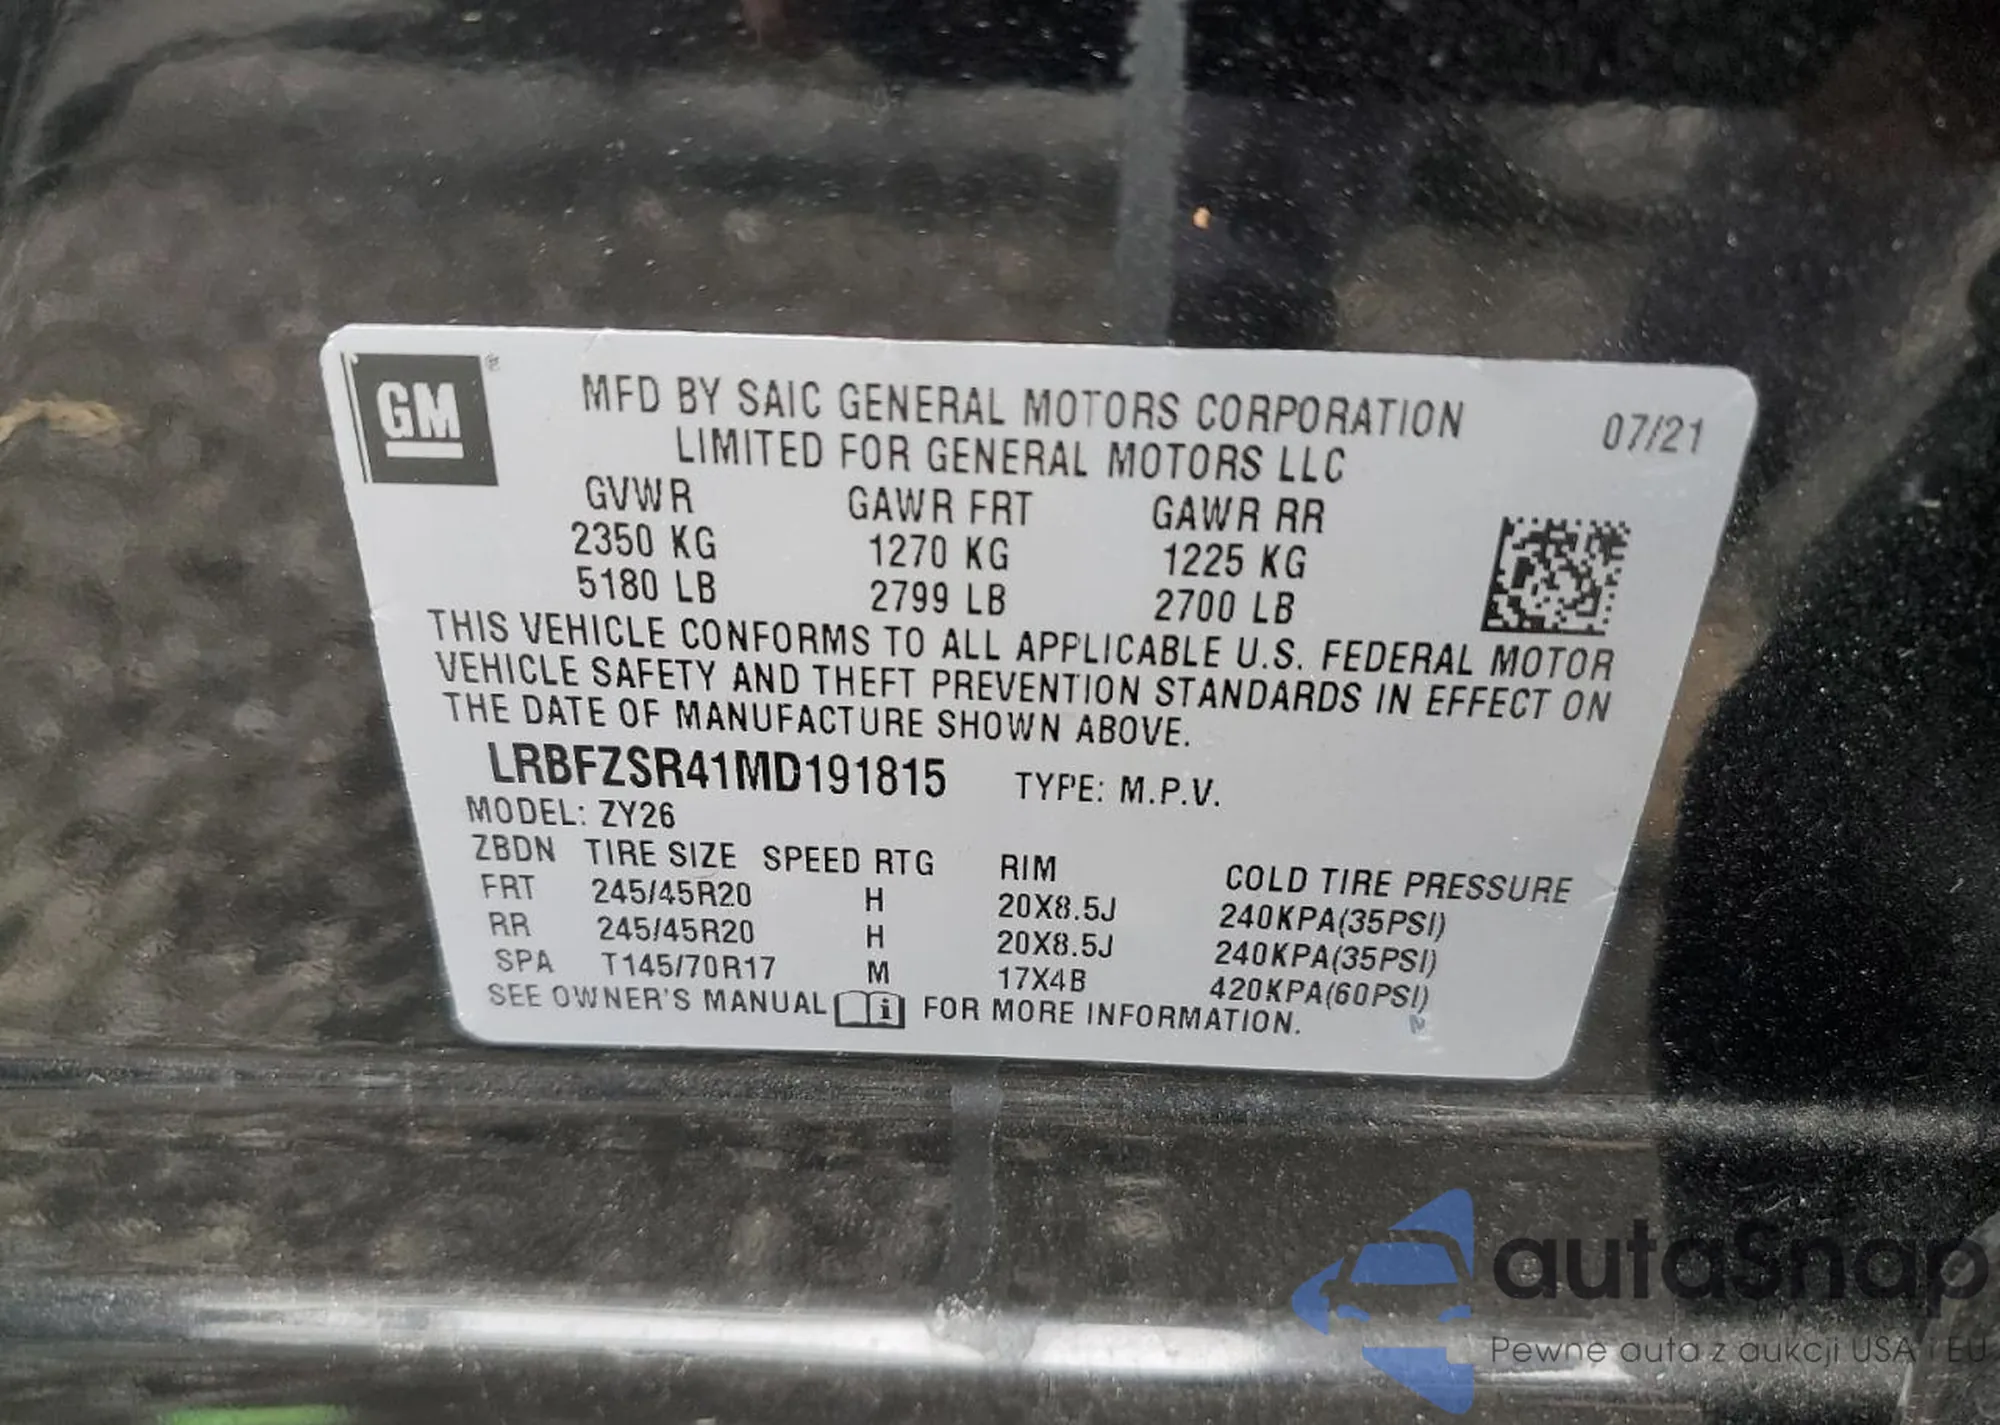 GM ®
MFD BY SAIC GENERAL MOTORS CORPORATION 07/21
LIMITED FOR GENERAL MOTORS LLC
GVWR GAWR FRT GAWR RR
2350 KG 1270 KG 1225 KG
5180 LB 2799 LB 2700 LB
THIS VEHICLE CONFORMS TO ALL APPLICABLE U.S. FEDERAL MOTOR
VEHICLE SAFETY AND THEFT PREVENTION STANDARDS IN EFFECT ON
THE DATE OF MANUFACTURE SHOWN ABOVE.
LRBFZSR41MD191815 TYPE: M.P.V.
MODEL: ZY26
ZBDN TIRE SIZE SPEED RTG RIM COLD TIRE PRESSURE
FRT 245/45R20 H 20X8.5J 240KPA(35PSI)
RR 245/45R20 H 20X8.5J 240KPA(35PSI)
SPA T145/70R17 M 17X4B 420KPA(60PSI)
SEE OWNER'S MANUAL i FOR MORE INFORMATION.
autaSnap
Pewne auta z aukcji USA i EU